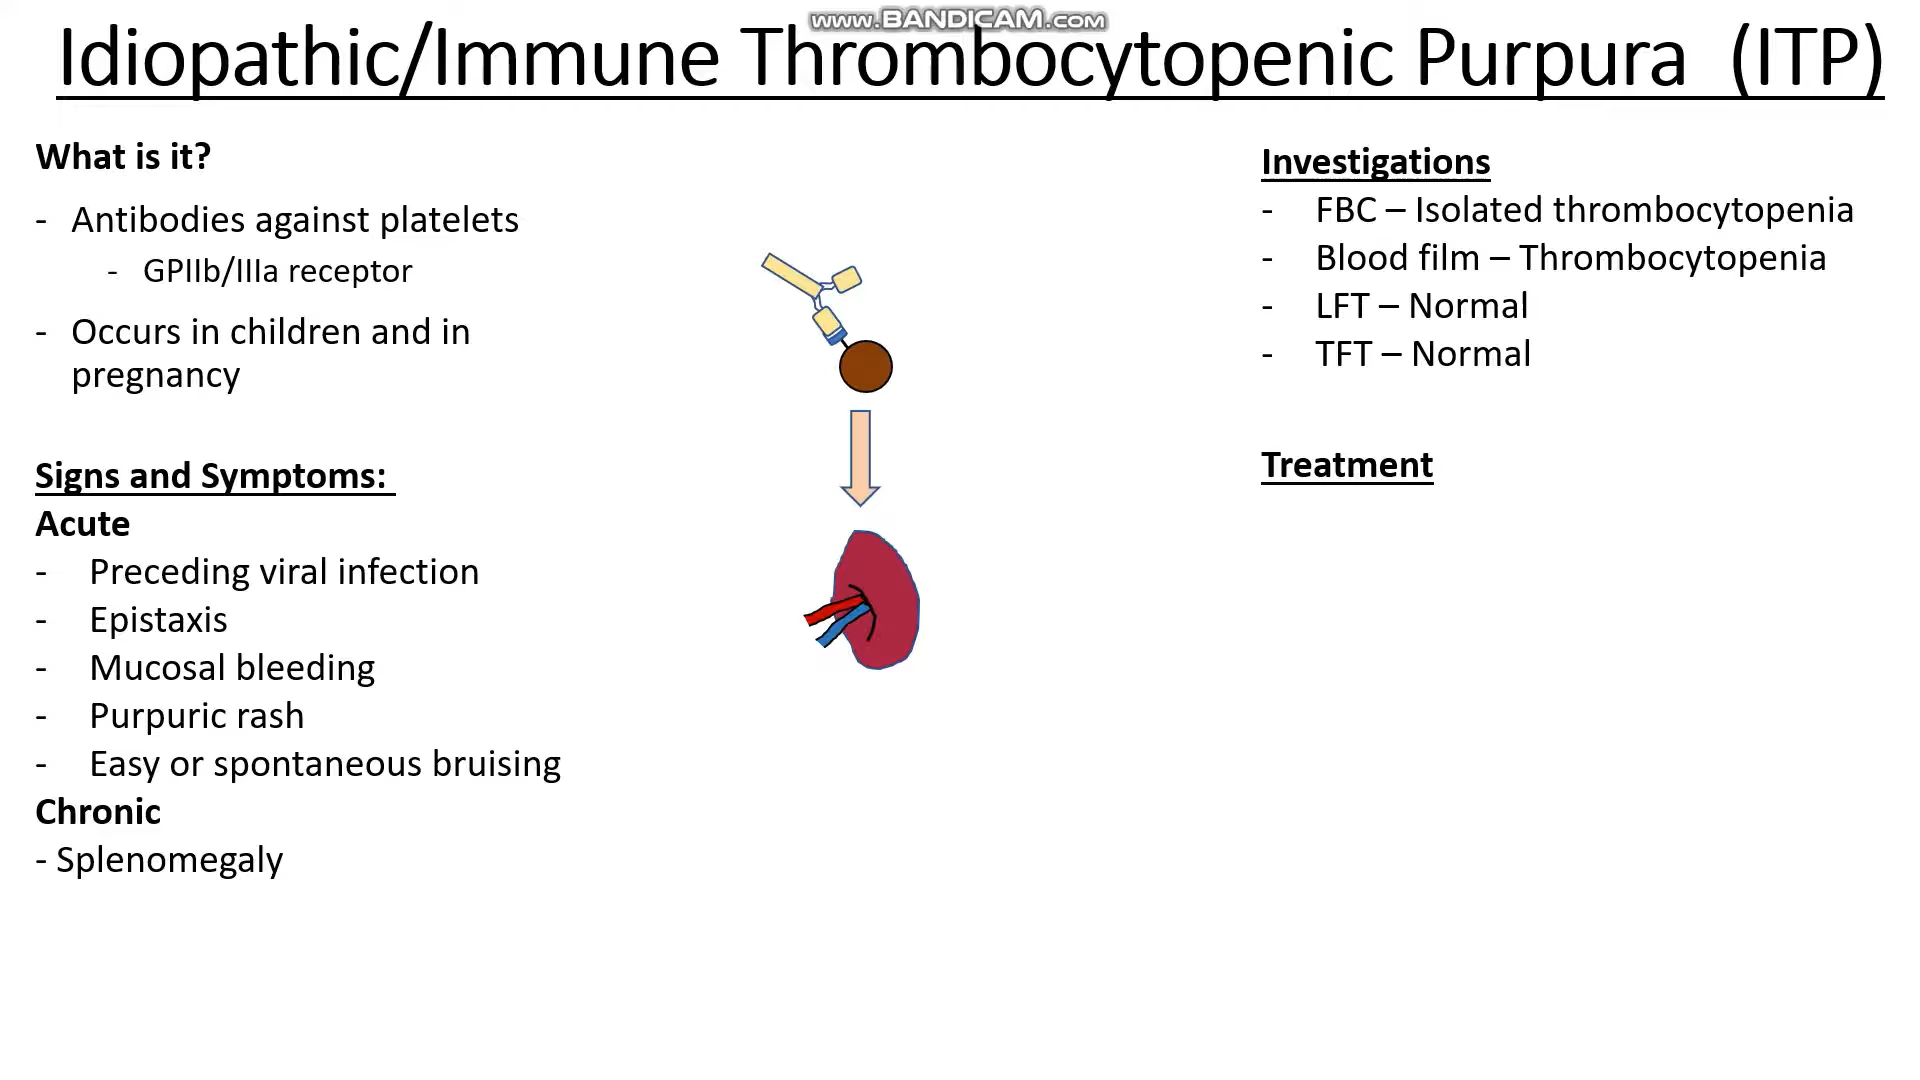 www.BANDICAM.com
Idiopathic/Immune Thrombocytopenic Purpura (ITP)
What is it?
- Antibodies against platelets
- GPIIb/IIIa receptor
- Occurs in children and in
pregnancy
Signs and Symptoms:
Acute
- Preceding viral infection
- Epistaxis
- Mucosal bleeding
- Purpuric rash
- Easy or spontaneous bruising
Chronic
- Splenomegaly
Investigations
- FBC – Isolated thrombocytopenia
- Blood film – Thrombocytopenia
- LFT – Normal
- TFT – Normal
Treatment